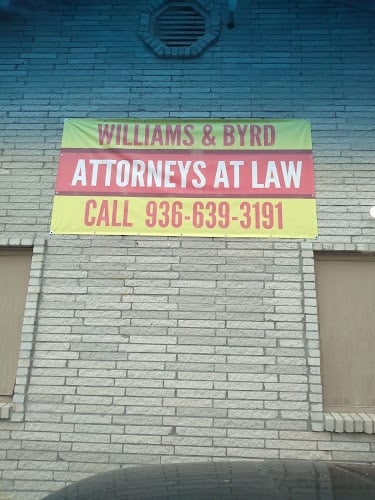 WILLIAMS & BYRD
ATTORNEYS AT LAW
CALL 936-639-3191